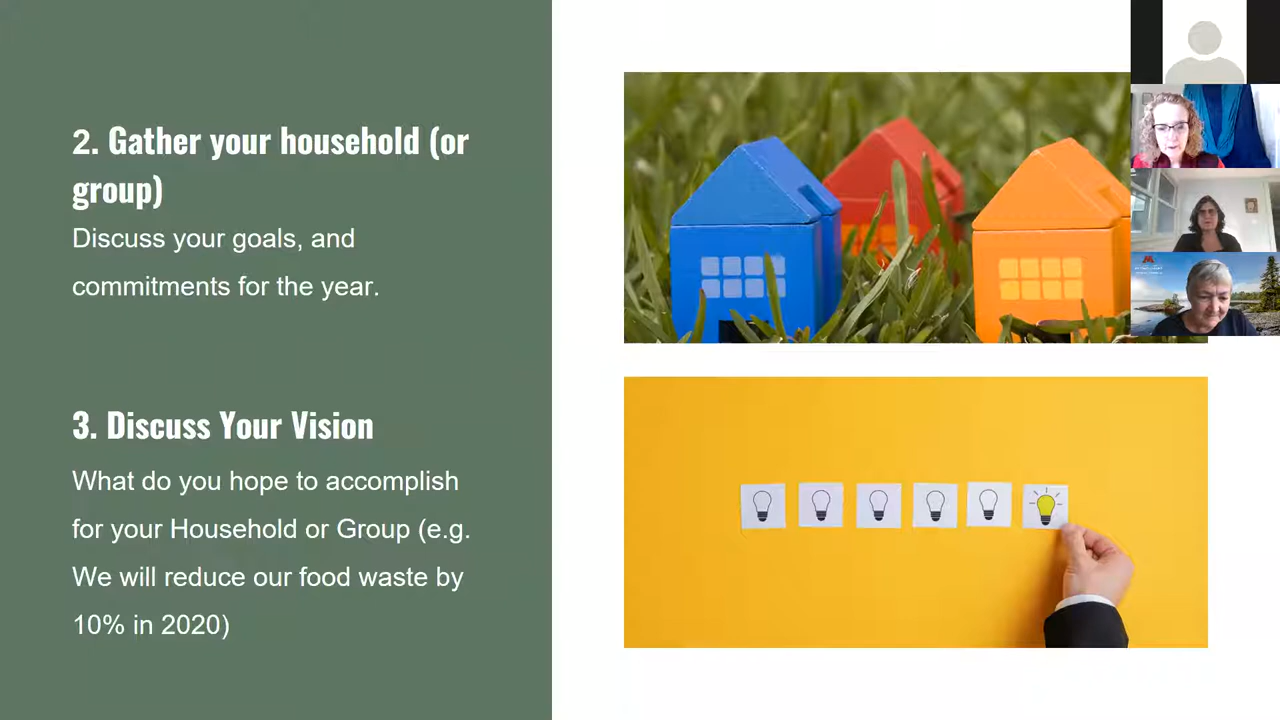 2. Gather your household (or
group)
Discuss your goals, and
commitments for the year.
3. Discuss Your Vision
What do you hope to accomplish
for your Household or Group (e.g.
We will reduce our food waste by
10% in 2020)